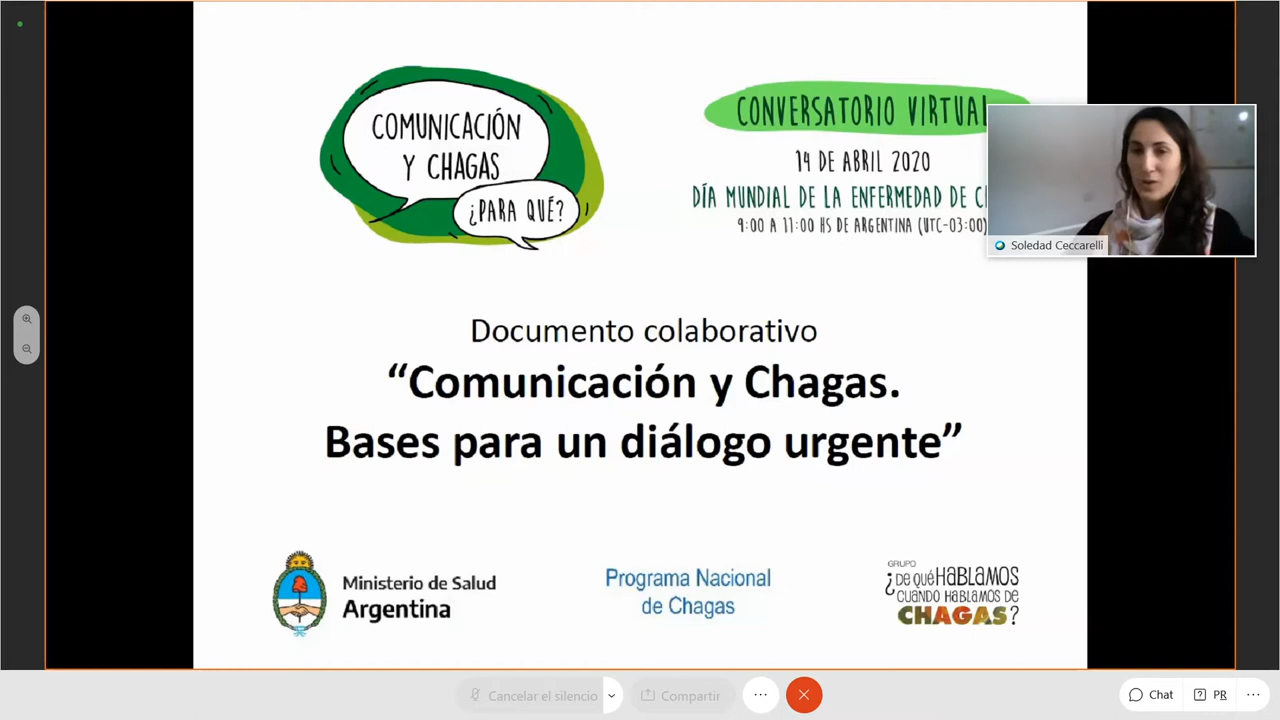 COMUNICACIÓN
Y CHAGAS
¿PARA QUÉ?
CONVERSATORIO VIRTUAL
14 DE ABRIL 2020
DÍA MUNDIAL DE LA ENFERMEDAD DE
9:00 A 11:00 HS DE ARGENTINA (UTC-03:00)
Soledad Ceccarelli
Documento colaborativo
“Comunicación y Chagas.
Bases para un diálogo urgente”
Ministerio de Salud
Argentina
Programa Nacional
de Chagas
GRUPO
¿DE QUÉ HABLAMOS
CUANDO HABLAMOS DE
CHAGAS?
Cancelar el silencio
Compartir
Chat
PR